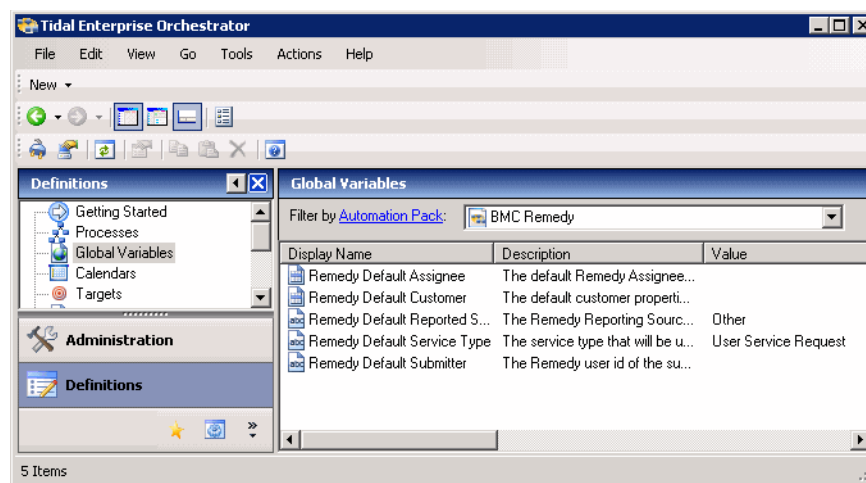 Tidal Enterprise Orchestrator
File Edit View Go Tools Actions Help
New
Definitions
Getting Started
Processes
Global Variables
Calendars
Targets
Administration
Definitions
Global Variables
Filter by Automation Pack: BMC Remedy
Display Name Description Value
Remedy Default Assignee The default Remedy Assignee...
Remedy Default Customer The default customer properti...
Remedy Default Reported S... The Remedy Reporting Sourc... Other
Remedy Default Service Type The service type that will be u... User Service Request
Remedy Default Submitter The Remedy user id of the su...
5 Items